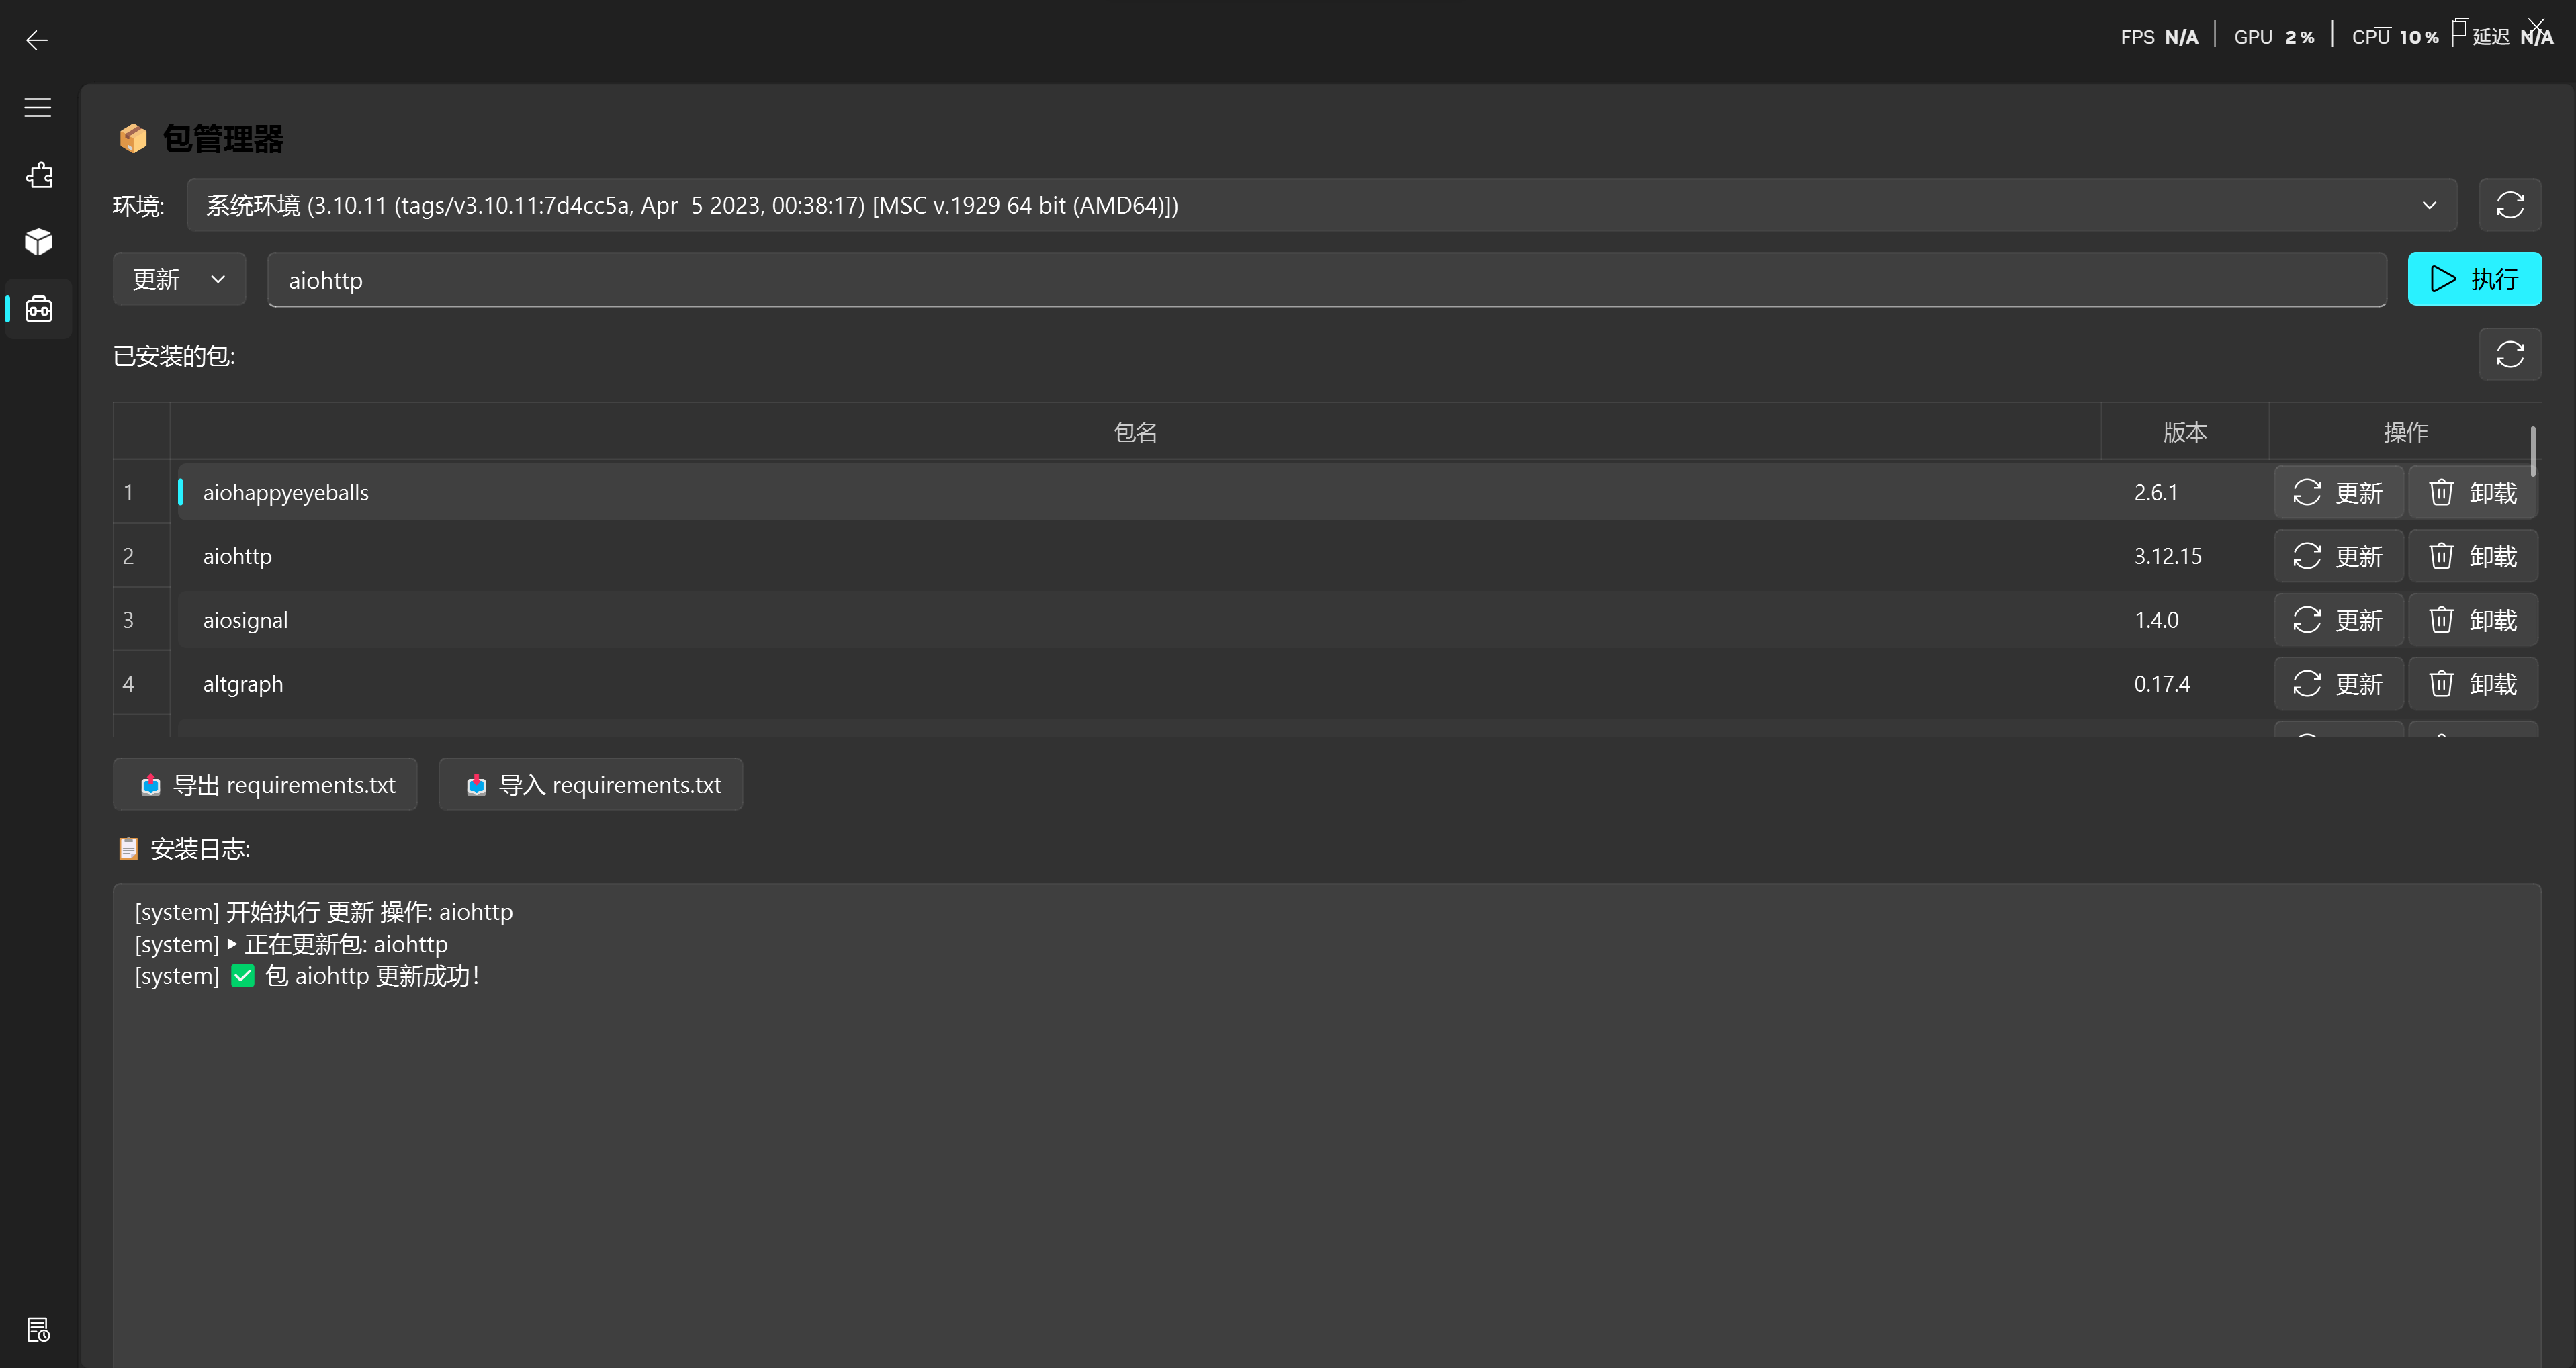 FPS N/A | GPU 2% | CPU 10% | 延迟 N/A
📦 包管理器
环境: 系统环境 (3.10.11 (tags/v3.10.11:7d4cc5a, Apr  5 2023, 00:38:17) [MSC v.1929 64 bit (AMD64)])
更新 aiohttp 执行
已安装的包:
包名 版本 操作
1 aiohappyeyeballs 2.6.1 更新 卸载
2 aiohttp 3.12.15 更新 卸载
3 aiosignal 1.4.0 更新 卸载
4 altgraph 0.17.4 更新 卸载
📤 导出 requirements.txt 📥 导入 requirements.txt
📋 安装日志:
[system] 开始执行 更新 操作: aiohttp
[system] ▶ 正在更新包: aiohttp
[system] ✅ 包 aiohttp 更新成功!